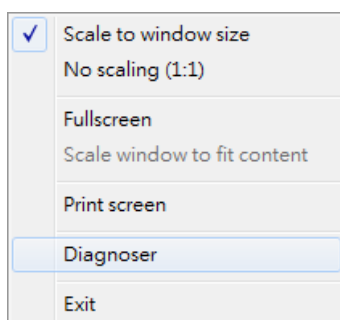 Scale to window size
No scaling (1:1)
Fullscreen
Scale window to fit content
Print screen
Diagnoser
Exit